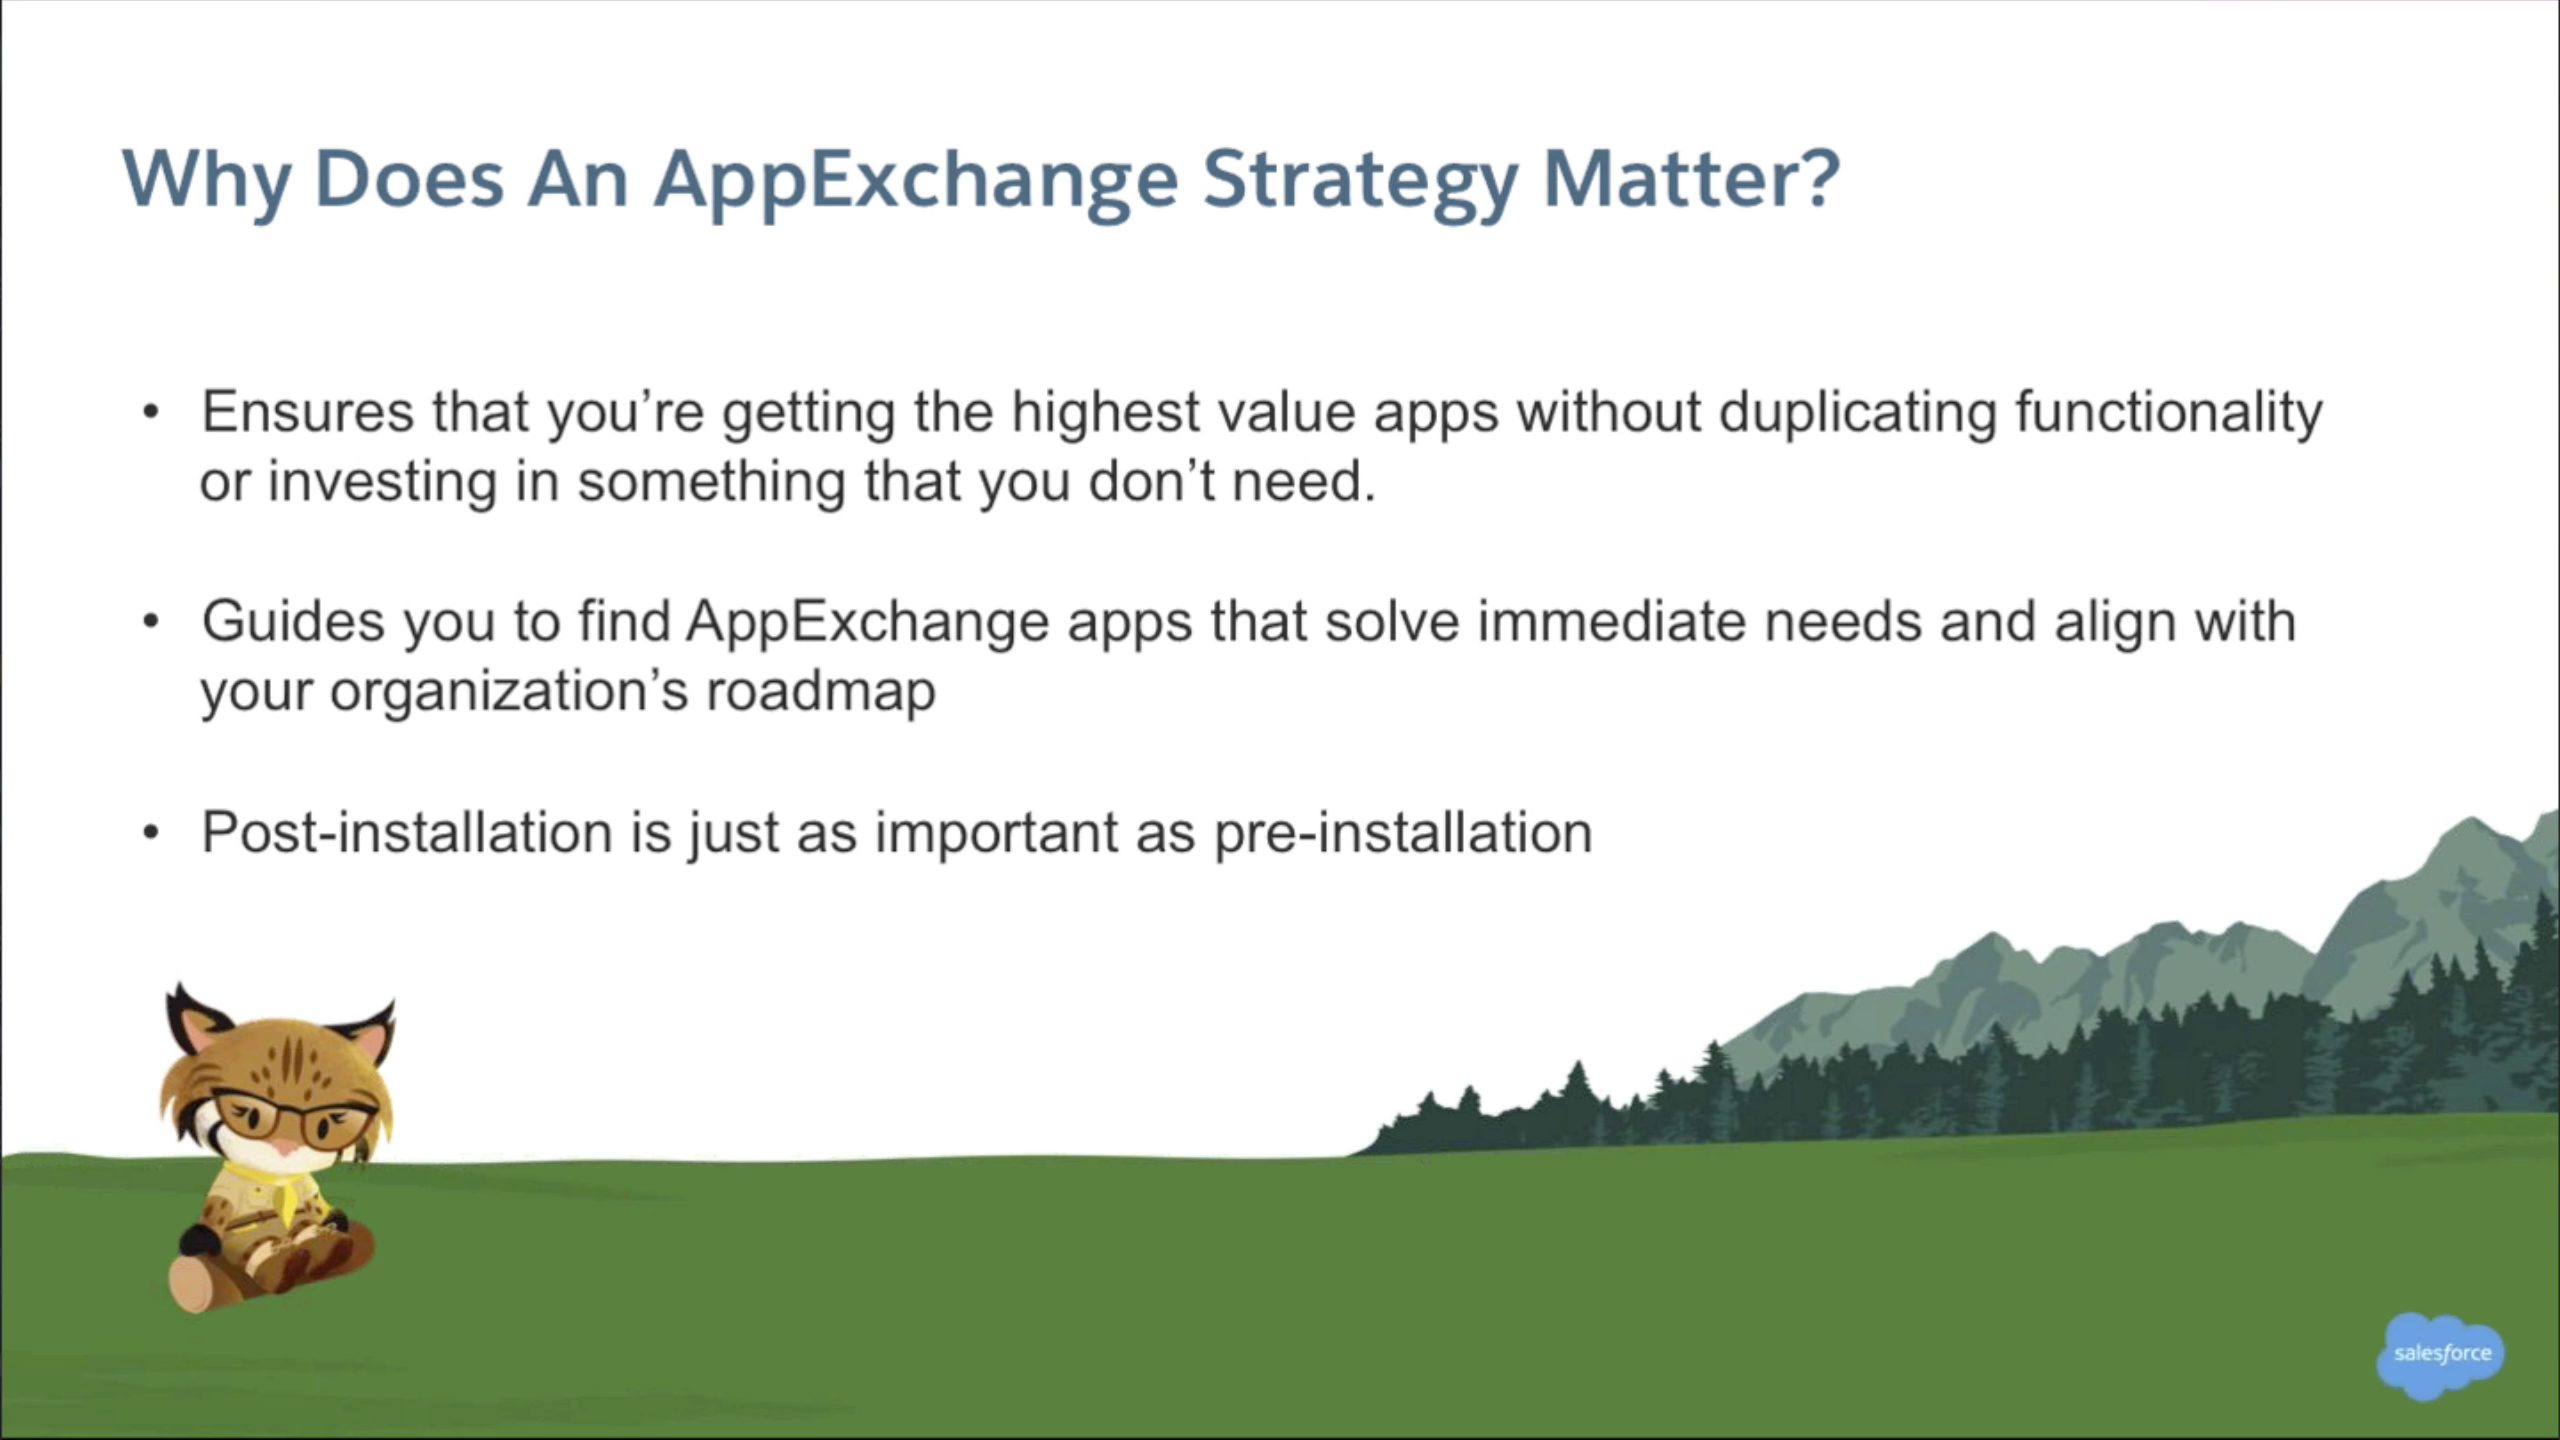 Why Does An AppExchange Strategy Matter?
• Ensures that you’re getting the highest value apps without duplicating functionality
or investing in something that you don’t need.
• Guides you to find AppExchange apps that solve immediate needs and align with
your organization’s roadmap
• Post-installation is just as important as pre-installation
salesforce